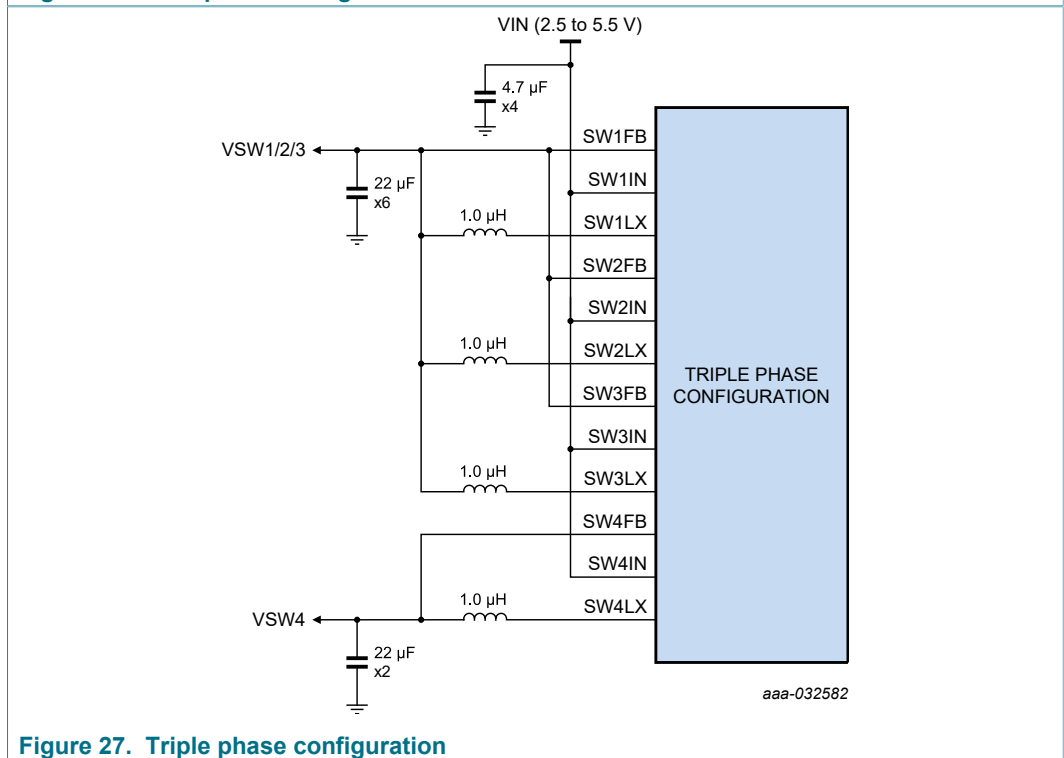 VIN (2.5 to 5.5 V)
4.7 µF
x4
SW1FB
VSW1/2/3
SW1IN
22 µF
x6
1.0 µH
SW1LX
SW2FB
SW2IN
1.0 µH
SW2LX
TRIPLE PHASE
CONFIGURATION
SW3FB
SW3IN
1.0 µH
SW3LX
SW4FB
SW4IN
1.0 µH
SW4LX
VSW4
22 µF
x2
aaa-032582
Figure 27. Triple phase configuration